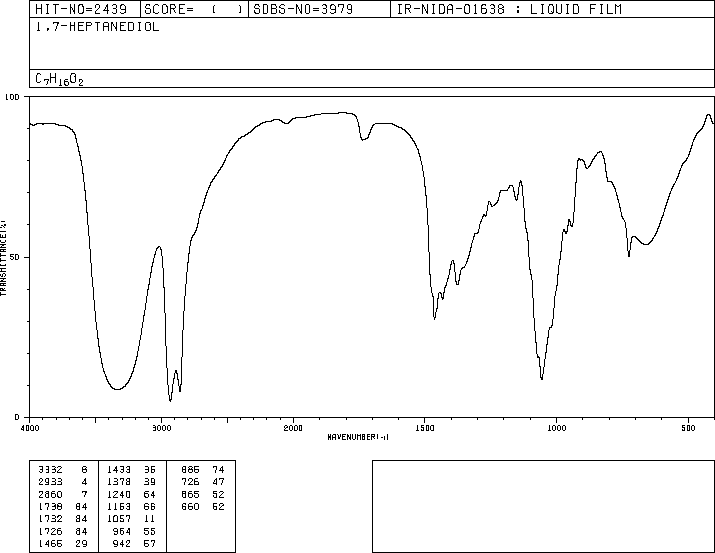 HIT-NO=2439 SCORE= ( ) SDBS-NO=3979 IR-NIDA-01638 : LIQUID FILM
1,7-HEPTANEDIOL
C7H16O2
100
50
0
TRANSMITTANCE(%)
4000 3000 2000 1500 1000 500
WAVENUMBER(-1)
3332 8 1433 36 885 74
2933 4 1378 39 726 47
2860 7 1240 64 665 52
1738 84 1153 66 660 52
1732 84 1057 11
1726 84 964 55
1465 29 942 57